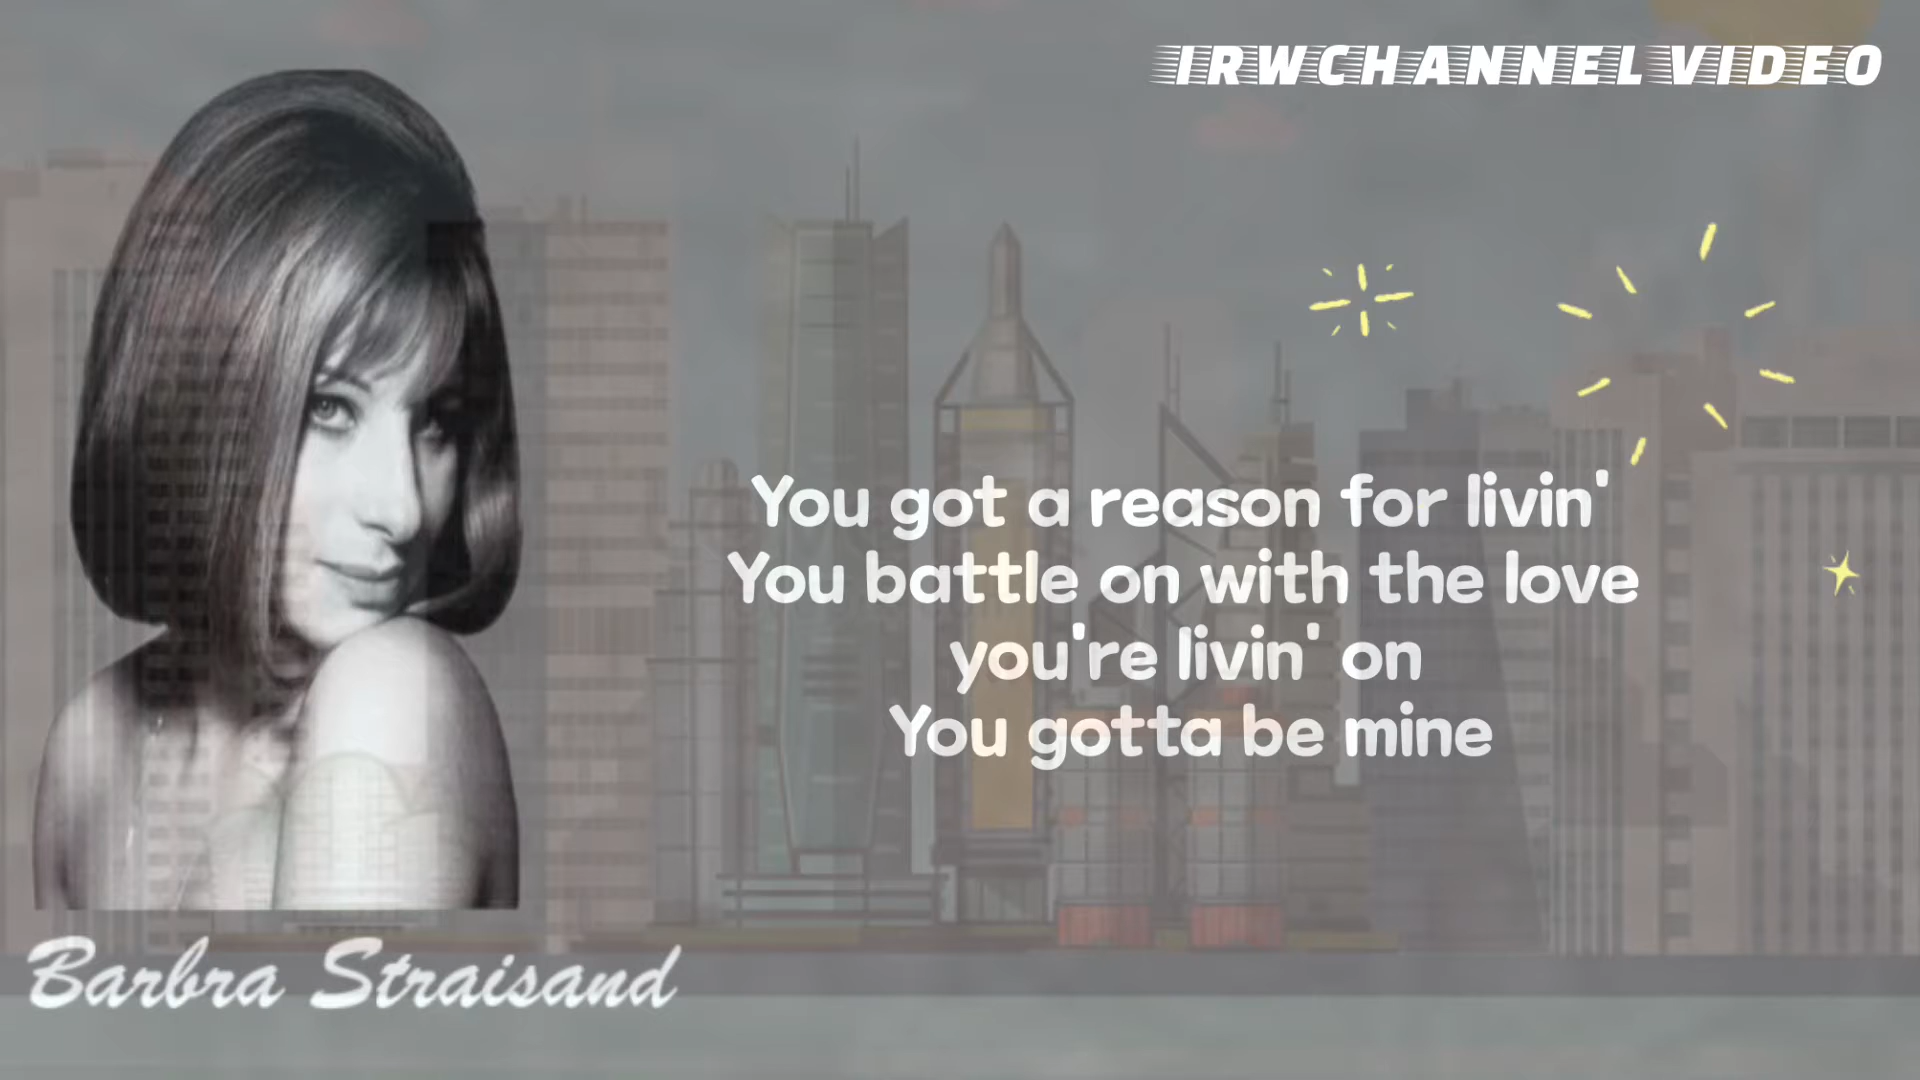 IRWCHANNEL VIDEO
You got a reason for livin'
You battle on with the love
you're livin' on
You gotta be mine
Barbra Straisand